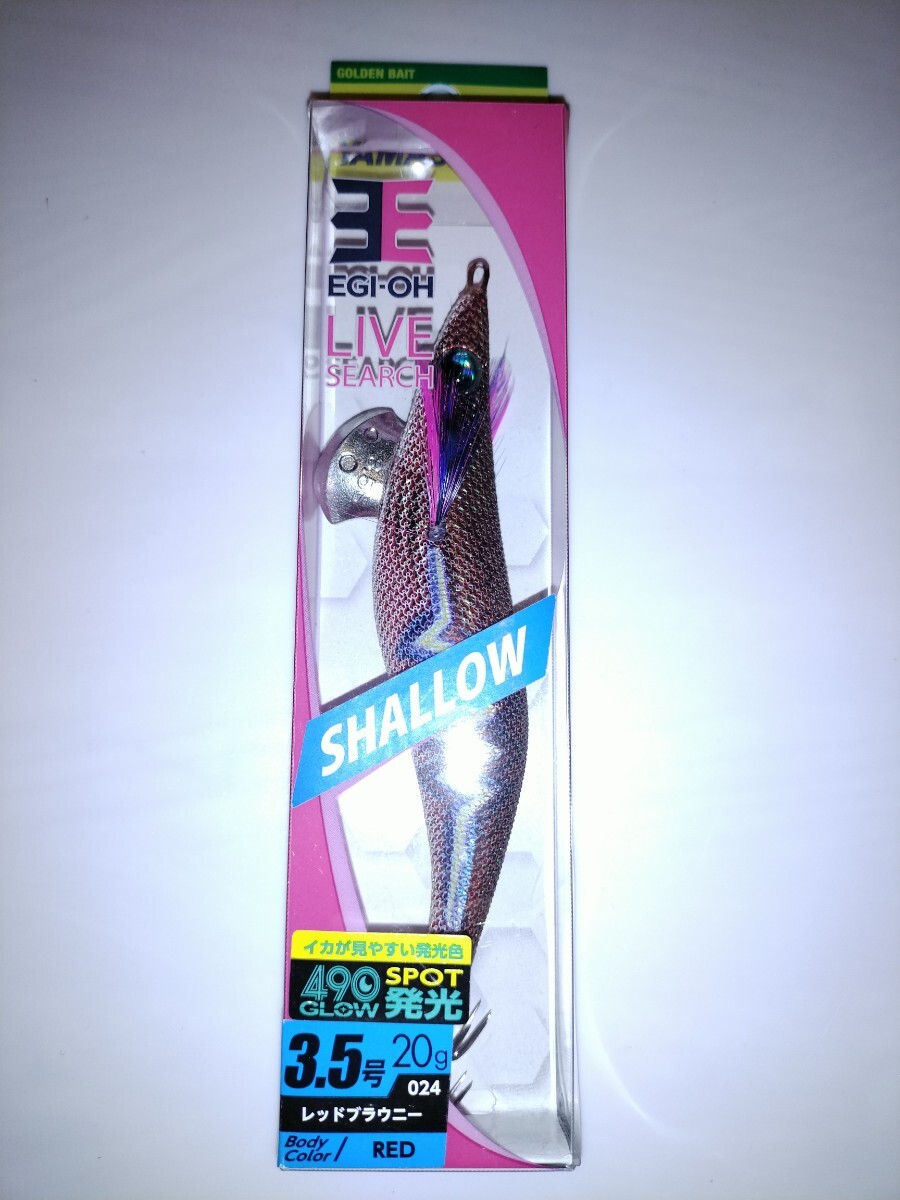 GOLDEN BAIT
王
EGI-OH
LIVE
SEARCH
SHALLOW
イカが見やすい発光色
490
GLOW
SPOT
発光
3.5号 20g
024
レッドブラウニー
Body
Color/ RED